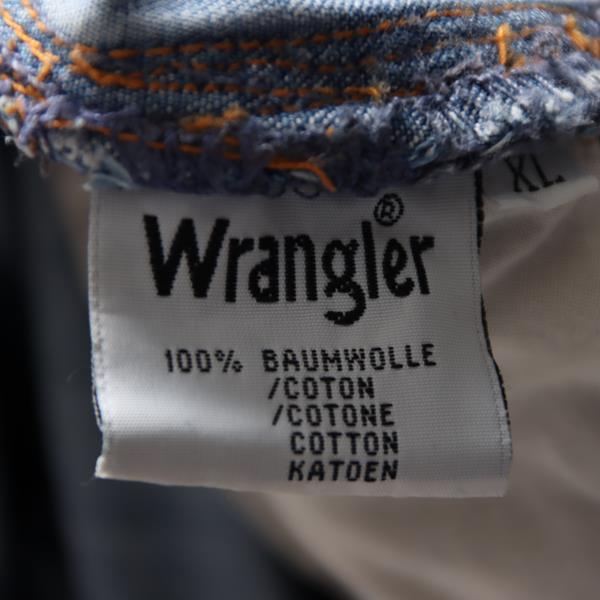 XL
Wrangler®
100% BAUMWOLLE
/COTON
/COTONE
COTTON
KATOEN